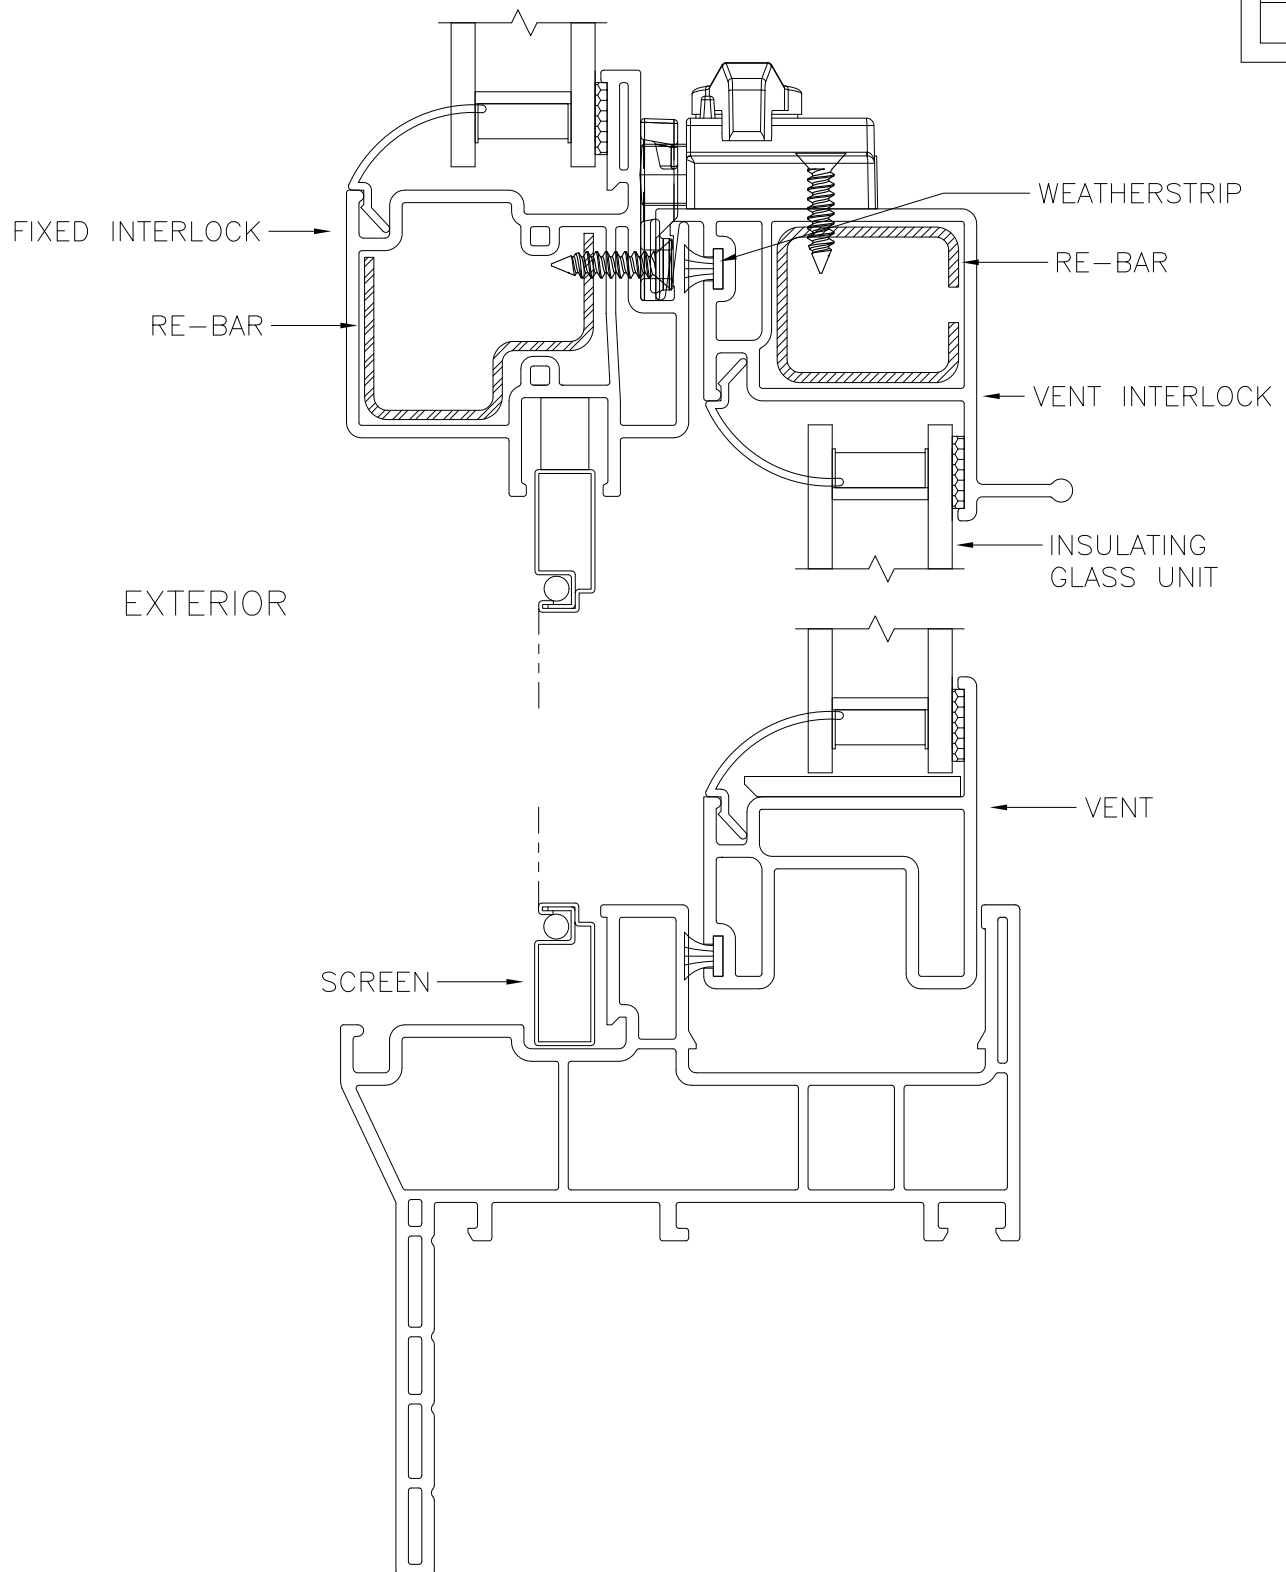 WEATHERSTRIP
FIXED INTERLOCK
RE-BAR
RE-BAR
VENT INTERLOCK
INSULATING
GLASS UNIT
EXTERIOR
VENT
SCREEN